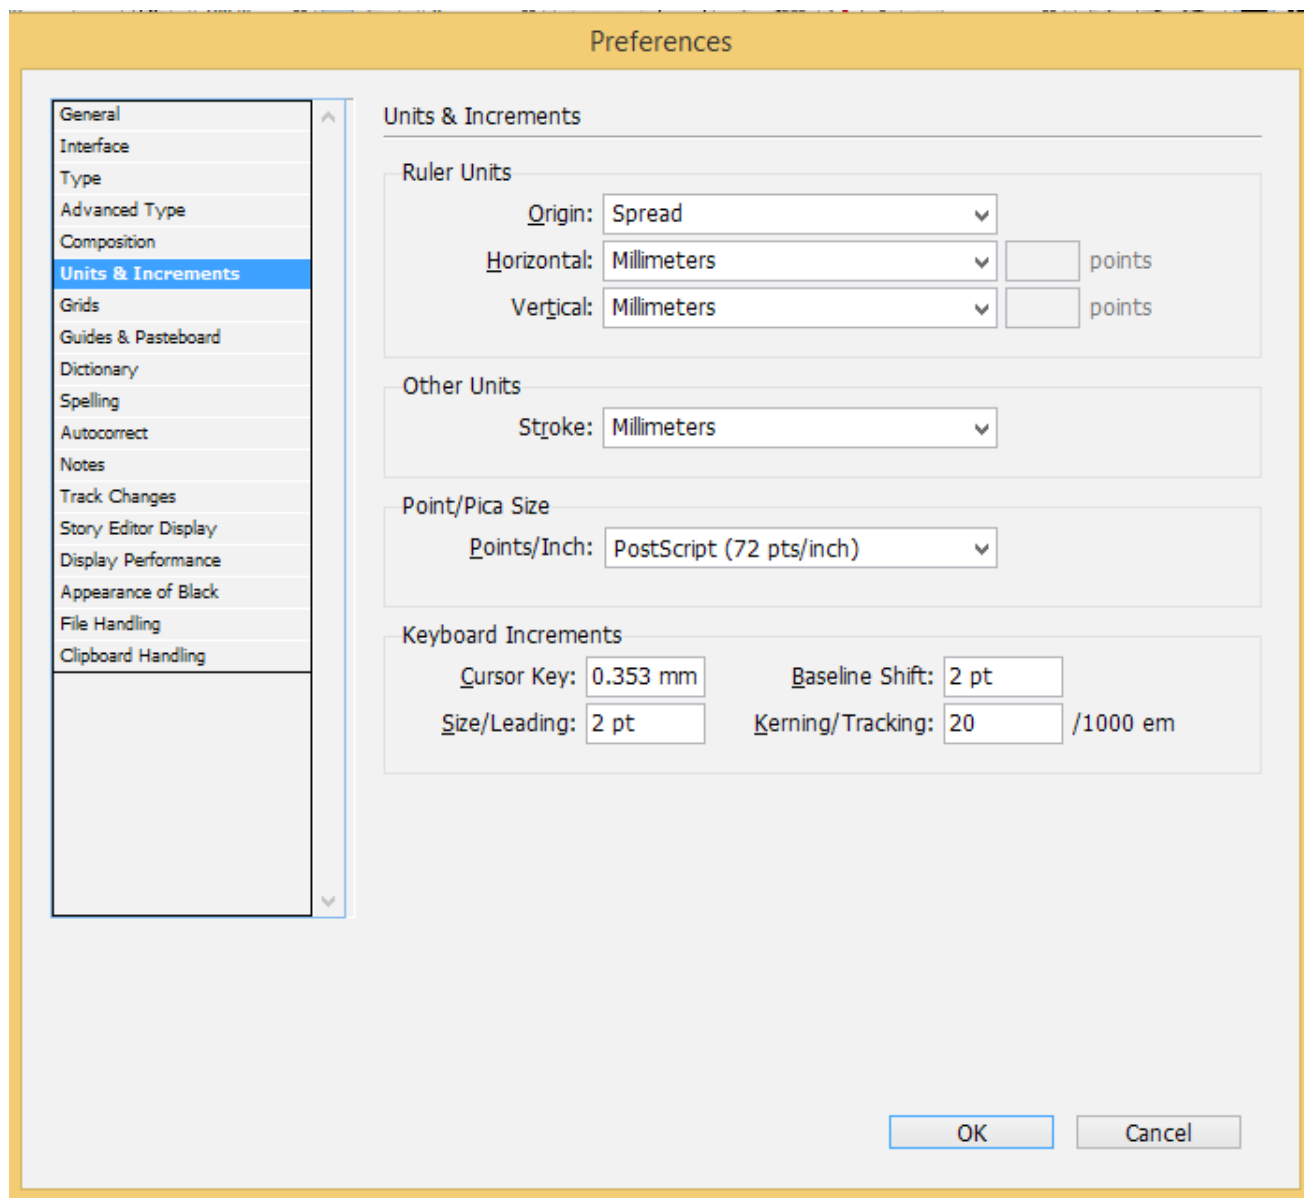 Preferences
General
Interface
Type
Advanced Type
Composition
Units & Increments
Grids
Guides & Pasteboard
Dictionary
Spelling
Autocorrect
Notes
Track Changes
Story Editor Display
Display Performance
Appearance of Black
File Handling
Clipboard Handling
Units & Increments
Ruler Units
Origin: Spread
Horizontal: Millimeters points
Vertical: Millimeters points
Other Units
Stroke: Millimeters
Point/Pica Size
Points/Inch: PostScript (72 pts/inch)
Keyboard Increments
Cursor Key: 0.353 mm Baseline Shift: 2 pt
Size/Leading: 2 pt Kerning/Tracking: 20 /1000 em
OK Cancel